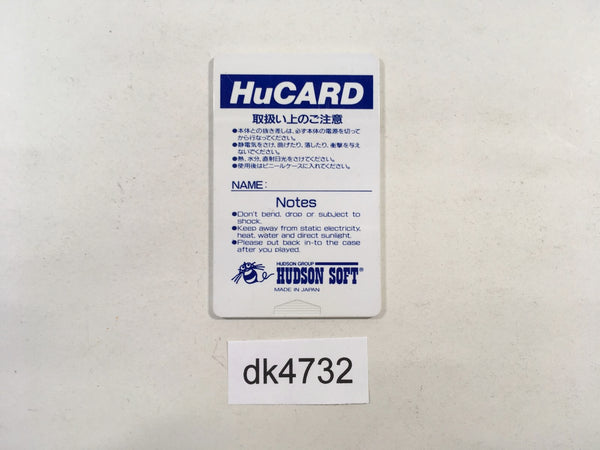 HuCARD
取扱い上のご注意
●本体との抜き差しは、必ず本体の電源を切って
から行なってください。
●静電気をさけ、曲げたり、落したり、衝撃を与え
ないでください。
●熱、水分、直射日光をさけてください。
●使用後はビニールケースに入れてください。
NAME:
Notes
●Don't bend, drop or subject to
shock.
●Keep away from static electricity,
heat, water and direct sunlight.
●Please put back in-to the case
after you played.
HUDSON GROUP
HUDSON SOFT®
MADE IN JAPAN
dk4732